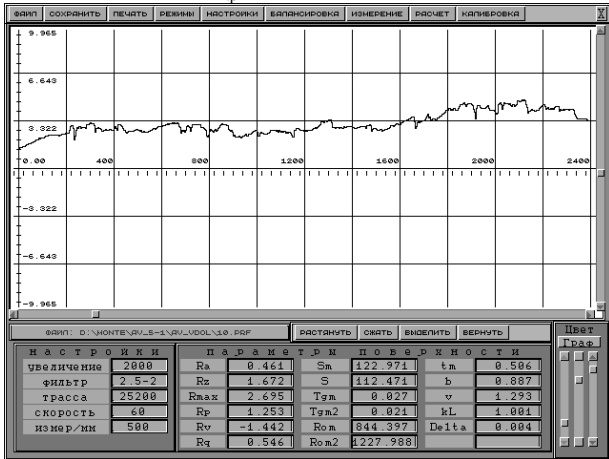 ФАЙЛ СОХРАНИТЬ ПЕЧАТЬ РЕЖИМЫ НАСТРОЙКИ БАЛАНСИРОВКА ИЗМЕРЕНИЕ РАСЧЕТ КАЛИБРОВКА X
9.965
6.643
3.322
0.00 400 800 1200 1600 2000 2400
-3.322
-6.643
-9.965
ФАЙЛ: D:\MONTE\AV_5-1\AV_VDOL\10.PRF РАСТЯНУТЬ СЖАТЬ ВЫДЕЛИТЬ ВЕРНУТЬ Цвет
Граф
настройки параметры поверхности
увеличение 2000 Ra 0.461 Sm 122.971 tm 0.506
фильтр 2.5-2 Rz 1.672 S 112.471 b 0.887
трасса 25200 Rmax 2.695 Tgm 0.027 v 1.293
скорость 60 Rp 1.253 Tgm2 0.021 kL 1.001
измер/мм 500 Rv -1.442 Rom 844.397 Delta 0.004
Rq 0.546 Rom2 1227.988